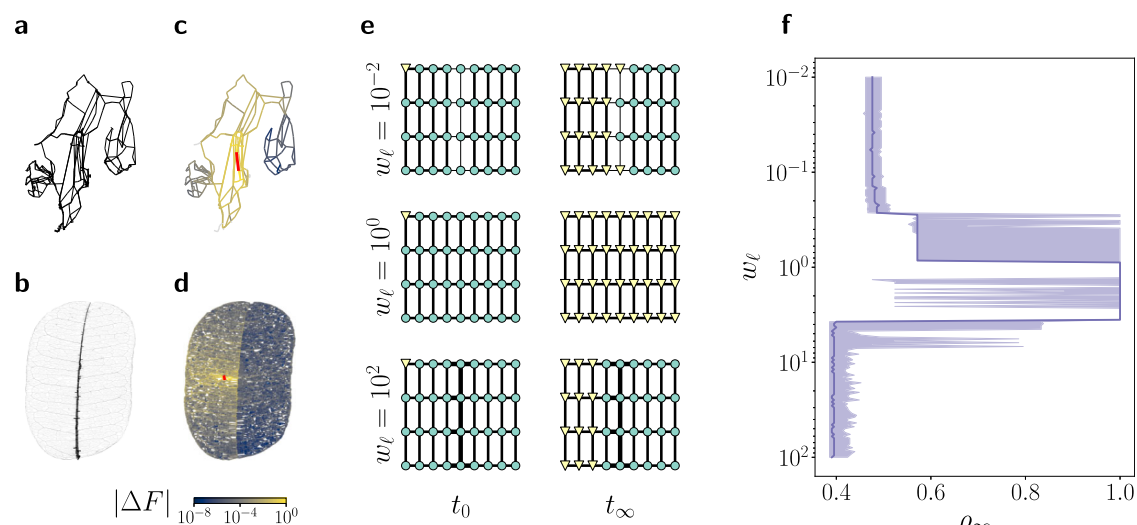 a
c
e
f
b
d
w_ℓ = 10^−2
w_ℓ = 10^0
w_ℓ = 10^2
t_0
t_∞
|ΔF|
10^−8
10^−4
10^0
w_ℓ
10^−2
10^−1
10^0
10^1
10^2
0.4
0.6
0.8
1.0